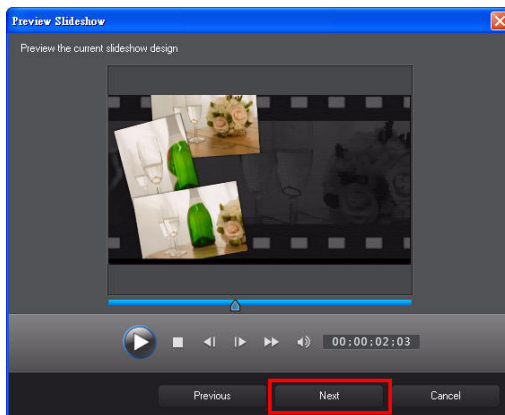 Preview Slideshow
Preview the current slideshow design
00:00:02:03
Previous Next Cancel